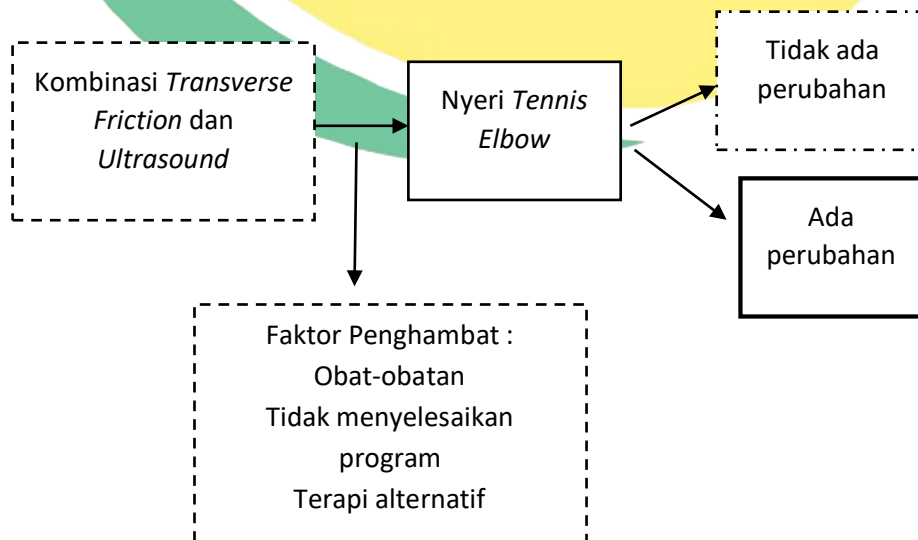 Kombinasi Transverse
Friction dan
Ultrasound
Nyeri Tennis
Elbow
Tidak ada
perubahan
Ada
perubahan
Faktor Penghambat :
Obat-obatan
Tidak menyelesaikan
program
Terapi alternatif